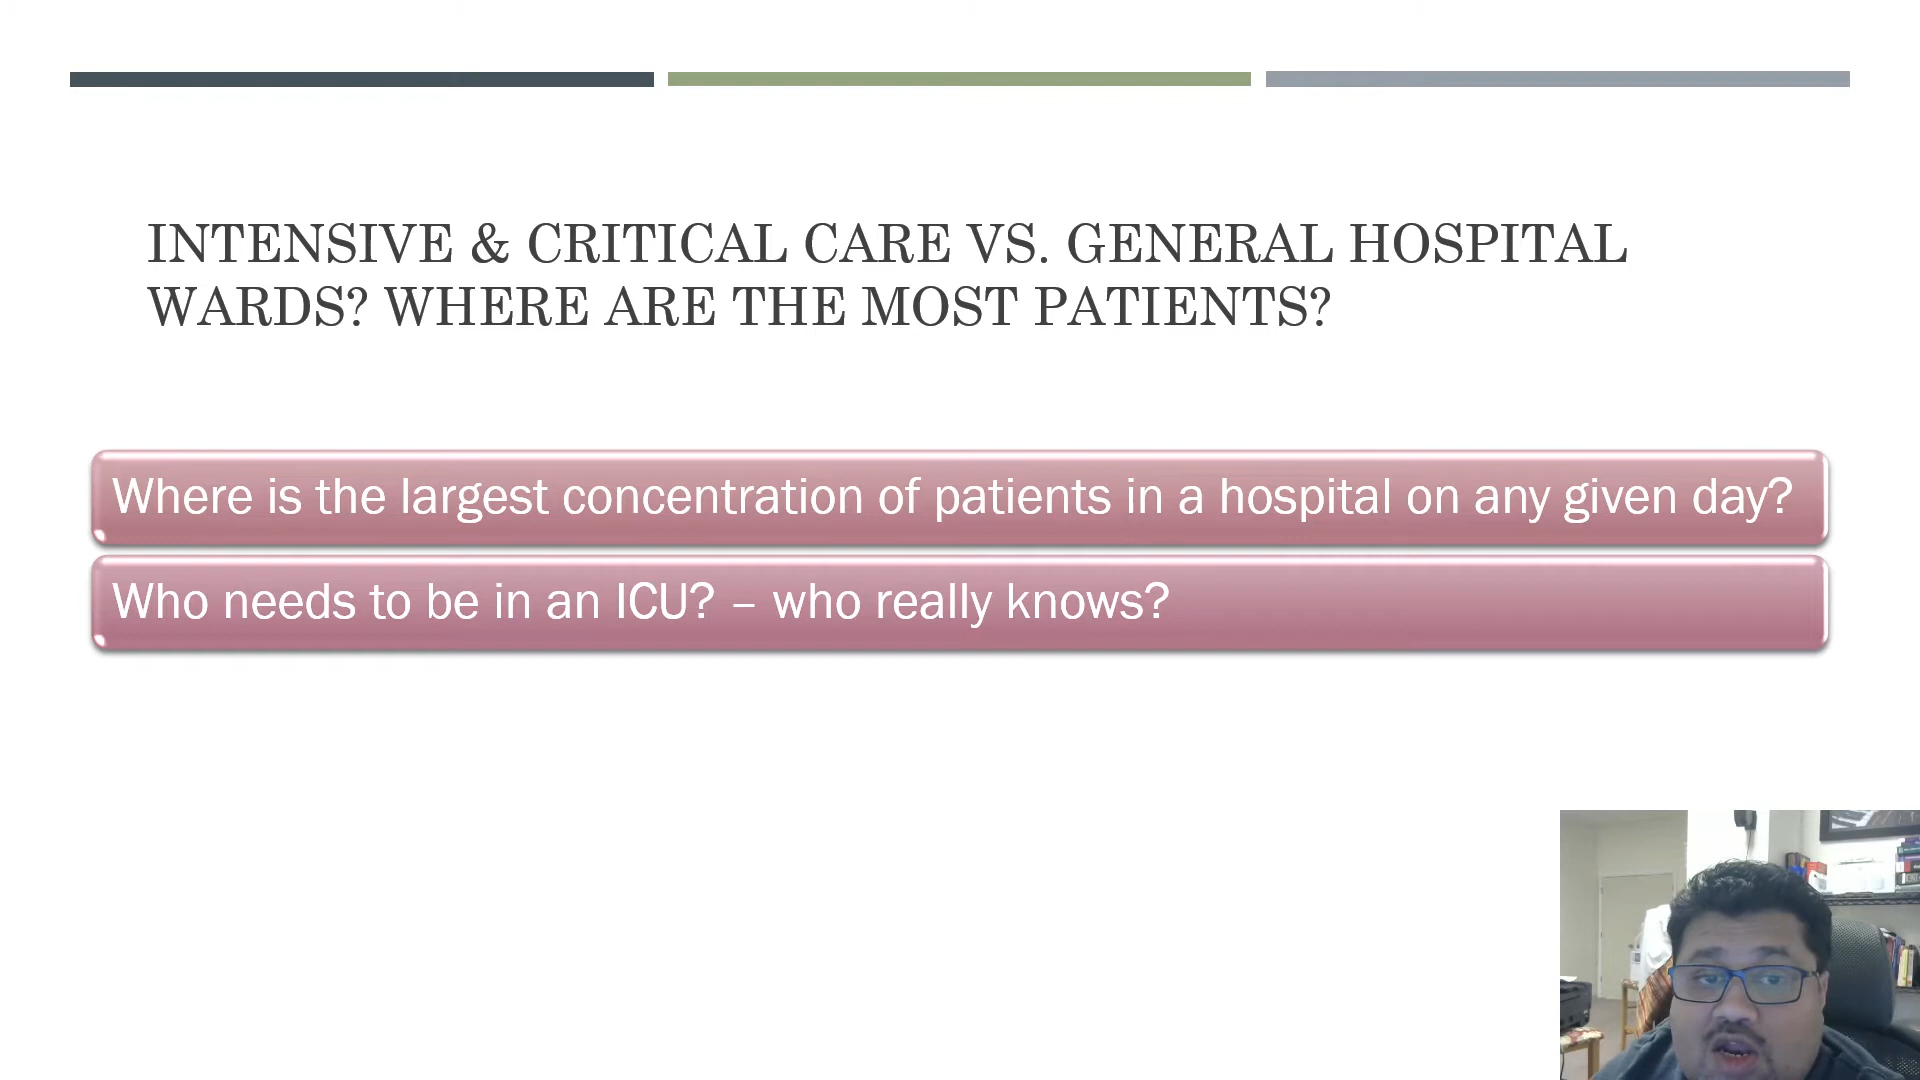 INTENSIVE & CRITICAL CARE VS. GENERAL HOSPITAL
WARDS? WHERE ARE THE MOST PATIENTS?
Where is the largest concentration of patients in a hospital on any given day?
Who needs to be in an ICU? – who really knows?